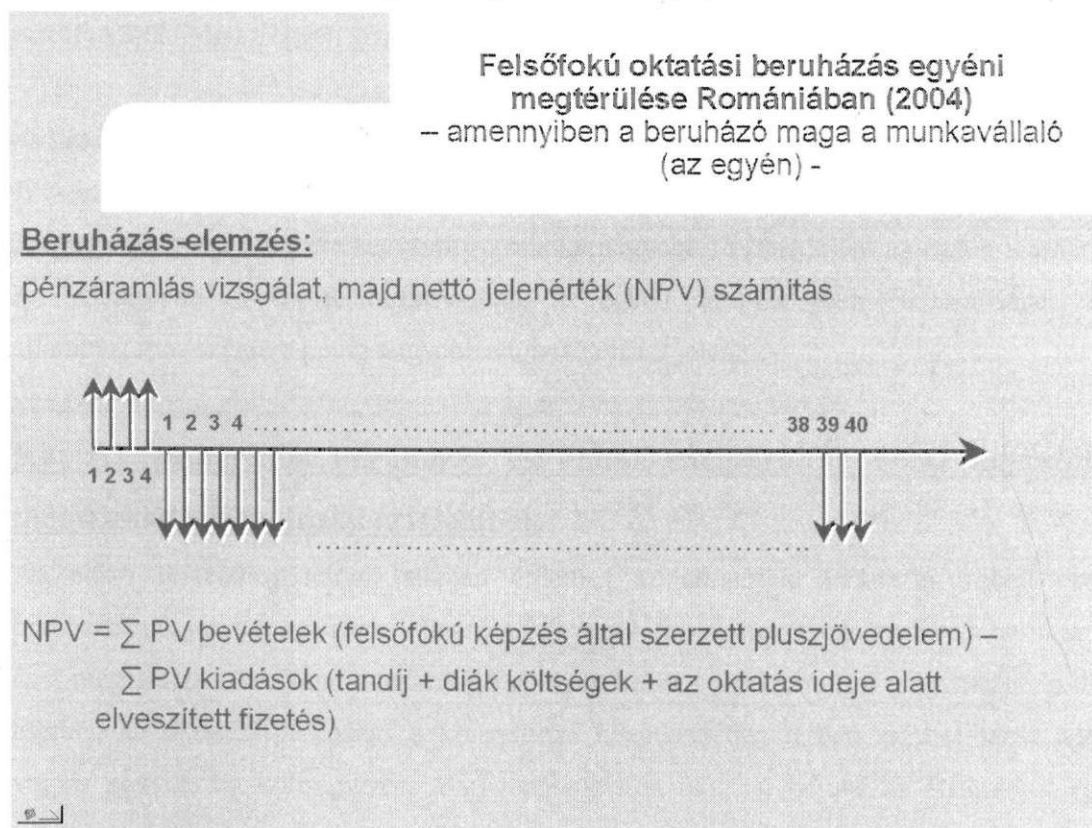 Felsőfokú oktatási beruházás egyéni
megtérülése Romániában (2004)
– amennyiben a beruházó maga a munkavállaló
(az egyén) -
Beruházás-elemzés:
pénzáramlás vizsgálat, majd nettó jelenérték (NPV) számítás
1 2 3 4 ........................................................ 38 39 40
1 2 3 4
........................................................
NPV = ∑ PV bevételek (felsőfokú képzés által szerzett pluszjövedelem) –
∑ PV kiadások (tandíj + diák költségek + az oktatás ideje alatt
elveszített fizetés)